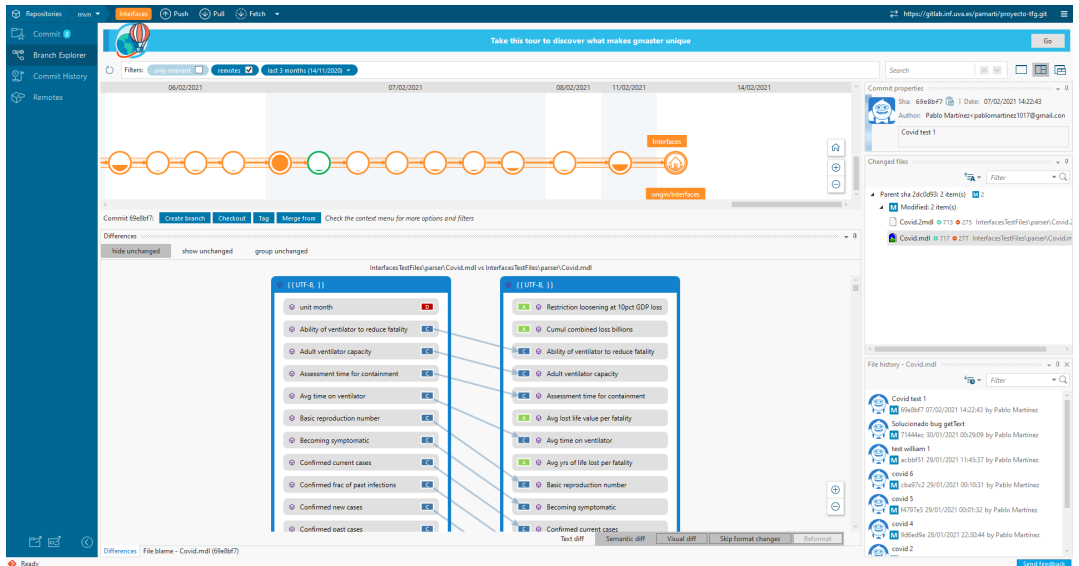 Repositories mvn Interfaces Push Pull Fetch https://gitlab.inf.uva.es/pamarti/proyecto-tfg.git
Commit 2
Branch Explorer
Commit History
Remotes
Take this tour to discover what makes gmaster unique Go
Filters: only relevant remotes last 3 months (14/11/2020) Search
06/02/2021 07/02/2021 08/02/2021 11/02/2021 14/02/2021
Interfaces
origin/Interfaces
Commit 69e8bf7: Create branch Checkout Tag Merge from Check the context menu for more options and filters
Differences
hide unchanged show unchanged group unchanged
InterfacesTestFiles\parser\Covid.mdl vs InterfacesTestFiles\parser\Covid.mdl
{{ UTF-8, }}
unit month D
Ability of ventilator to reduce fatality C
Adult ventilator capacity C
Assessment time for containment C
Avg time on ventilator C
Basic reproduction number C
Becoming symptomatic C
Confirmed current cases C
Confirmed frac of past infections C
Confirmed new cases C
Confirmed past cases
{{ UTF-8, }}
A Restriction loosening at 10pct GDP loss
A Cumul combined loss billions
C Ability of ventilator to reduce fatality
C Adult ventilator capacity
C Assessment time for containment
A Avg lost life value per fatality
C Avg time on ventilator
A Avg yrs of life lost per fatality
C Basic reproduction number
C Becoming symptomatic
C Confirmed current cases
Text diff Semantic diff Visual diff Skip format changes Reformat
Differences File blame - Covid.mdl (69e8bf7)
Commit properties
Sha: 69e8bf7 | Date: 07/02/2021 14:22:43
Author: Pablo Martínez<pablomartinez1017@gmail.con
Covid test 1
Changed files
Filter
Parent sha 2dc0d93: 2 item(s) M 2
M Modified: 2 item(s)
Covid.2mdl 713 275 InterfacesTestFiles\parser\Covid.2
Covid.mdl 717 277 InterfacesTestFiles\parser\Covid.m
File history - Covid.mdl
Filter
Covid test 1
M 69e8bf7 07/02/2021 14:22:43 by Pablo Martínez
Solucionado bug getText
M 71444ec 30/01/2021 00:29:09 by Pablo Martínez
test william 1
M acbbf51 29/01/2021 11:45:37 by Pablo Martínez
covid 6
M cba97c2 29/01/2021 00:10:31 by Pablo Martínez
covid 5
M f4797e5 29/01/2021 00:01:32 by Pablo Martínez
covid 4
M 9d6ed9a 28/01/2021 22:30:44 by Pablo Martínez
covid 2
Ready Send feedback